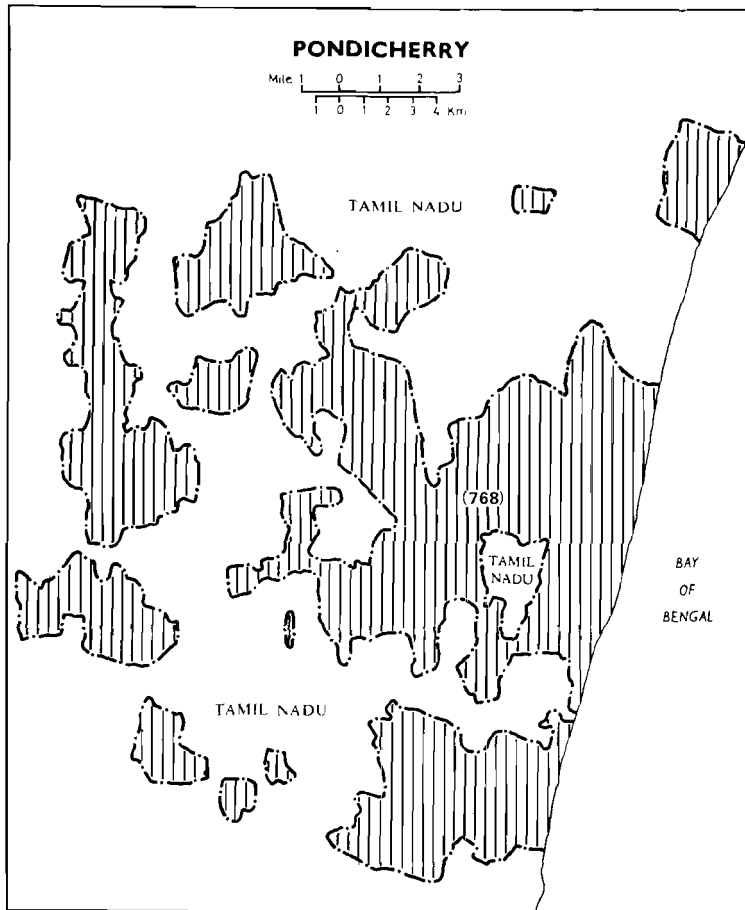 PONDICHERRY
Mile 1 0 1 2 3
1 0 1 2 3 4 Km
TAMIL NADU
(768)
TAMIL
NADU
BAY
OF
BENGAL
TAMIL NADU